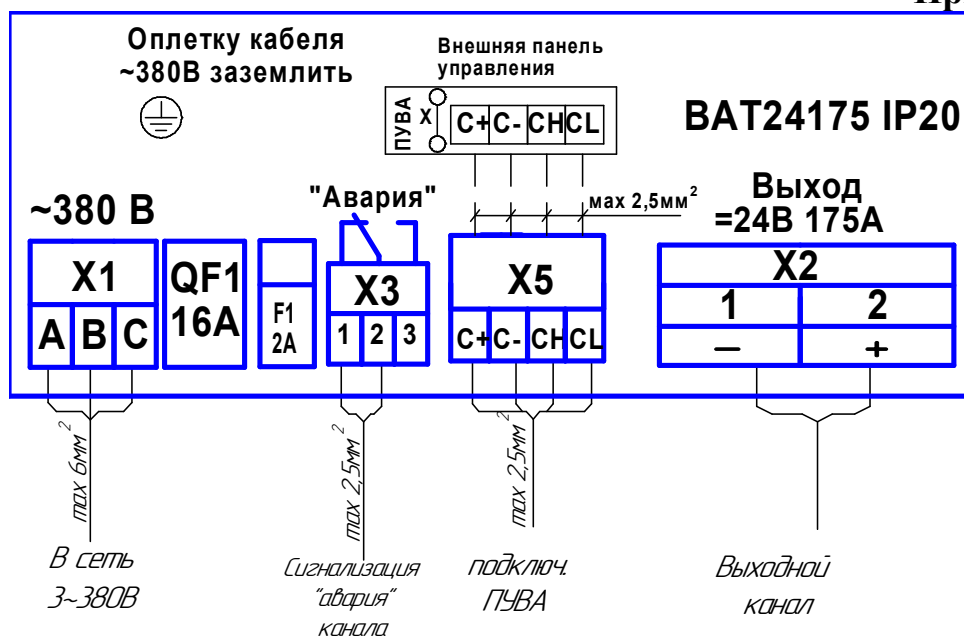 Пр
Оплетку кабеля
~380В заземлить
Внешняя панель
управления
ПУВА
X
C+ C- CH CL
ВАТ24175 IP20
~380 В
"Авария"
max 2,5мм²
Выход
=24В 175А
X1
A B C
QF1
16A
F1
2A
X3
1 2 3
X5
C+ C- CH CL
X2
1 2
— +
max 6мм²
max 2,5мм²
max 2,5мм²
В сеть
3~380В
Сигнализация
"авария"
канала
подключ.
ПУВА
Выходной
канал